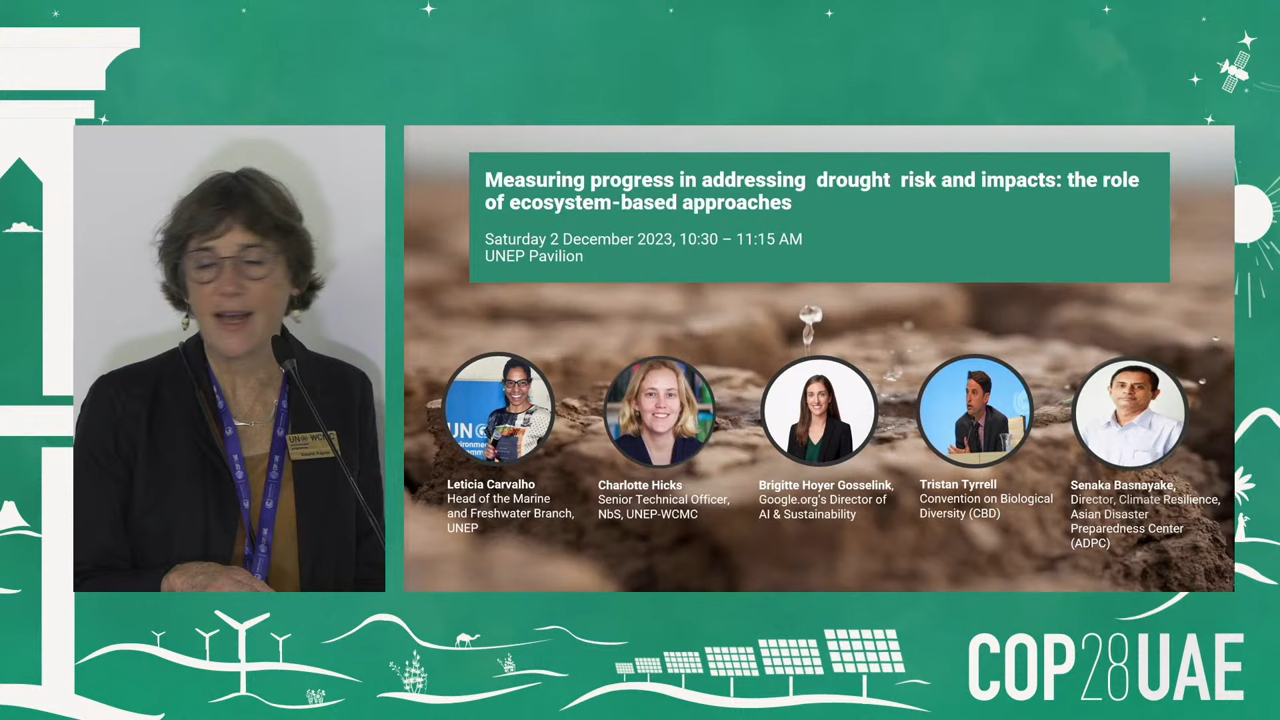 Measuring progress in addressing drought risk and impacts: the role
of ecosystem-based approaches
Saturday 2 December 2023, 10:30 – 11:15 AM
UNEP Pavilion
UN WCMC
Leticia Carvalho
Head of the Marine
and Freshwater Branch,
UNEP
Charlotte Hicks
Senior Technical Officer,
NbS, UNEP-WCMC
Brigitte Hoyer Gosselink,
Google.org's Director of
AI & Sustainability
Tristan Tyrrell
Convention on Biological
Diversity (CBD)
Senaka Basnayake,
Director, Climate Resilience,
Asian Disaster
Preparedness Center
(ADPC)
COP28UAE